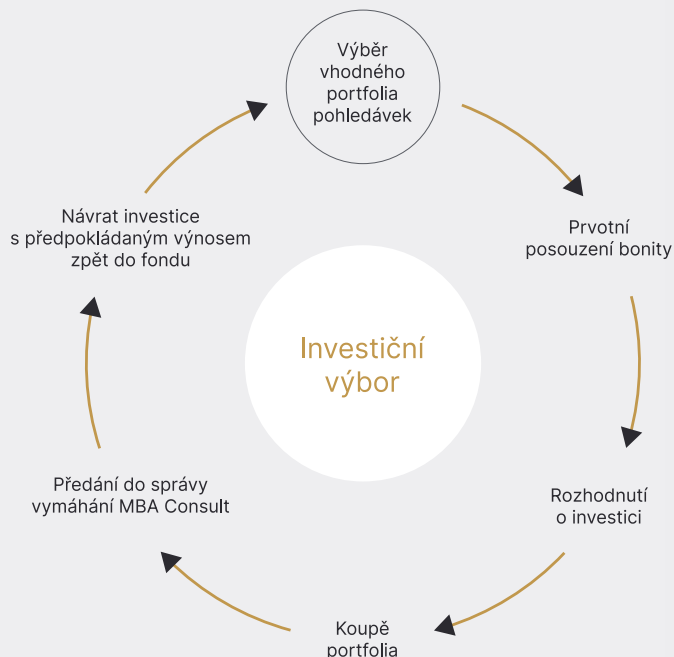 Výběr
vhodného
portfolia
pohledávek
Prvotní
posouzení bonity
Rozhodnutí
o investici
Koupě
portfolia
Předání do správy
vymáhání MBA Consult
Návrat investice
s předpokládaným výnosem
zpět do fondu
Investiční
výbor